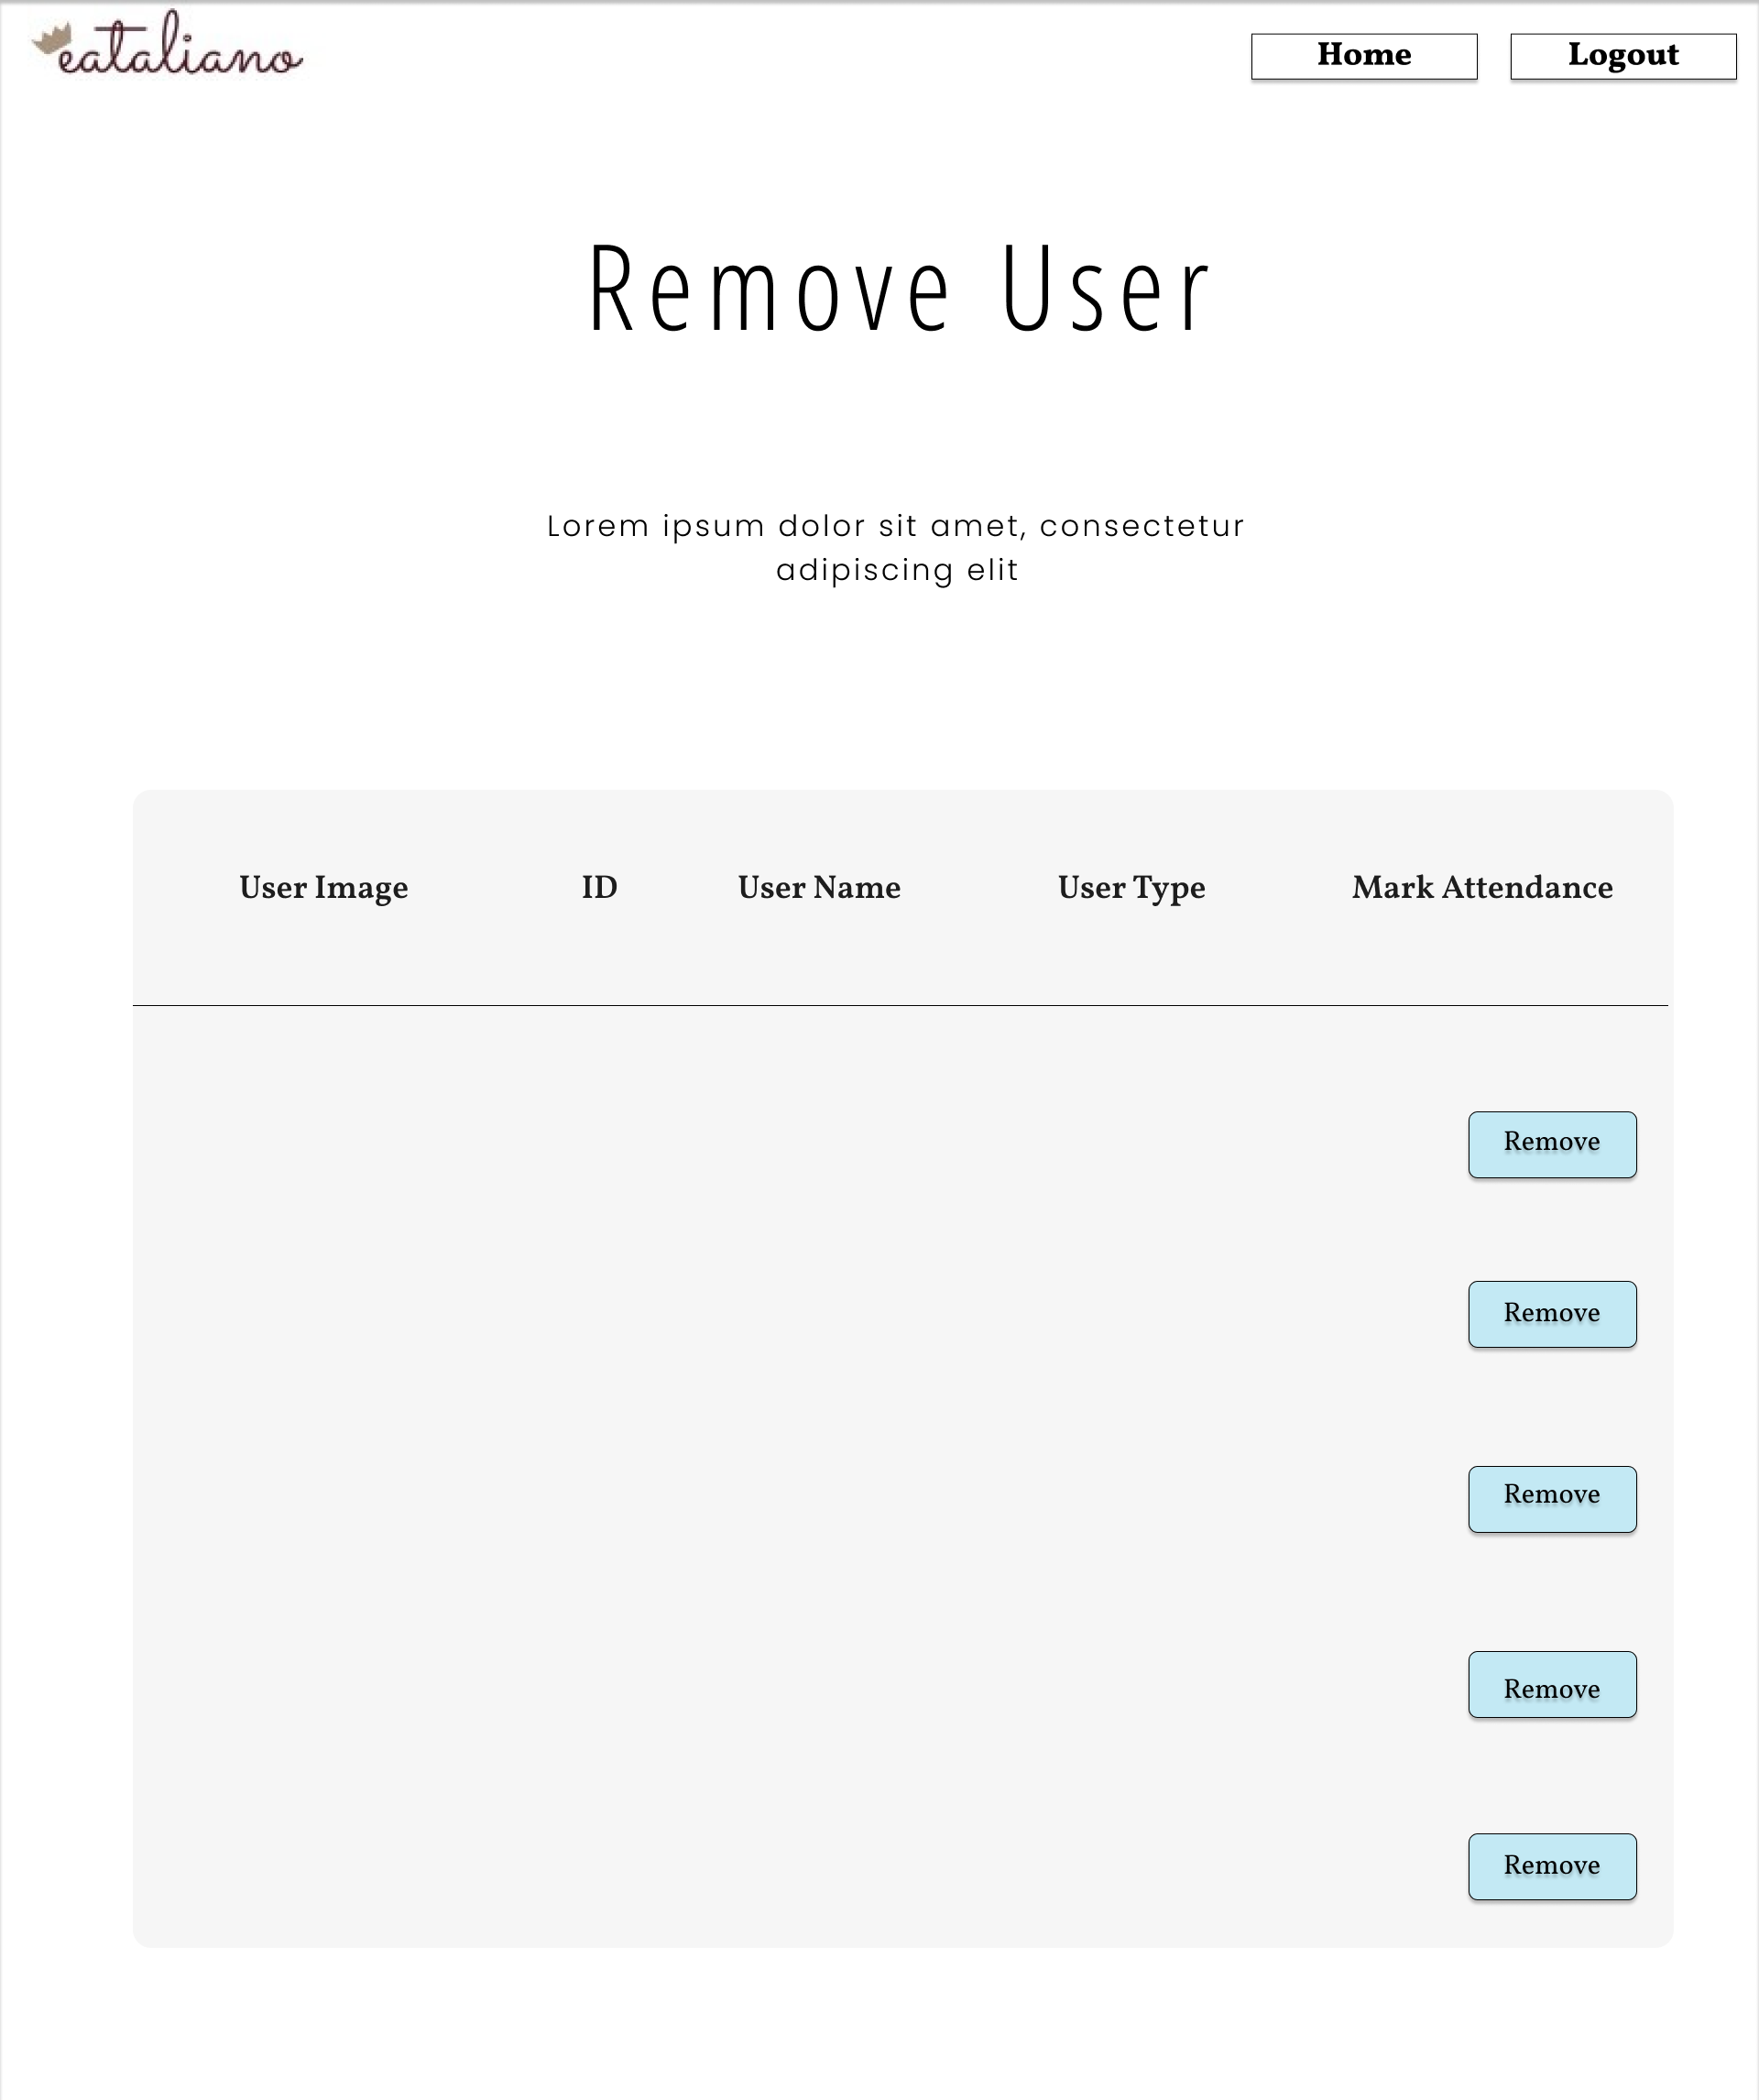 eataliano
Home
Logout
Remove User
Lorem ipsum dolor sit amet, consectetur
adipiscing elit
User Image ID User Name User Type Mark Attendance
Remove
Remove
Remove
Remove
Remove